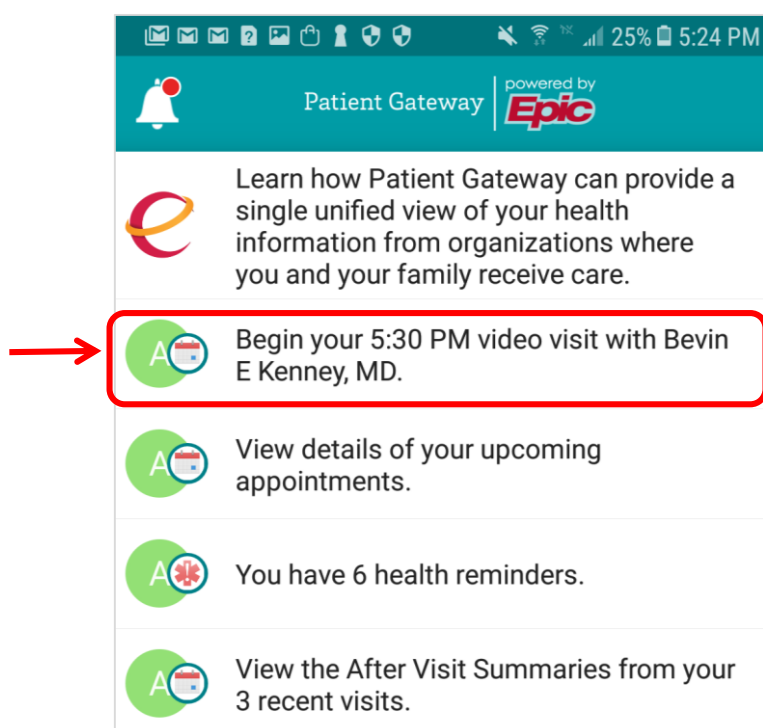 25% 5:24 PM
Patient Gateway
powered by
Epic
Learn how Patient Gateway can provide a
single unified view of your health
information from organizations where
you and your family receive care.
A
Begin your 5:30 PM video visit with Bevin
E Kenney, MD.
A
View details of your upcoming
appointments.
A
You have 6 health reminders.
A
View the After Visit Summaries from your
3 recent visits.